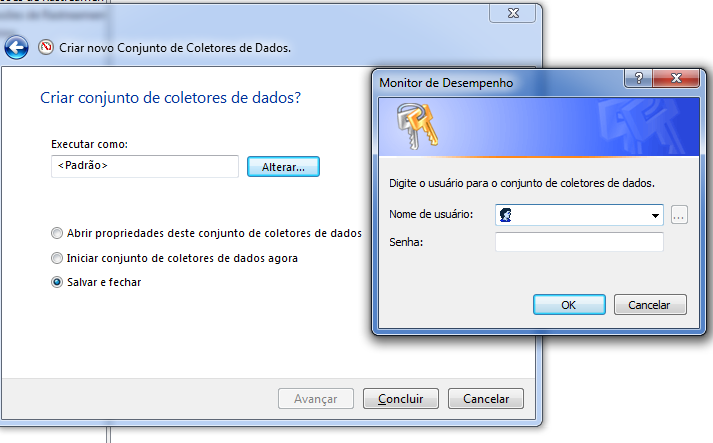 Criar novo Conjunto de Coletores de Dados.
Criar conjunto de coletores de dados?
Executar como:
<Padrão>
Alterar...
Abrir propriedades deste conjunto de coletores de dados
Iniciar conjunto de coletores de dados agora
Salvar e fechar
Avançar
Concluir
Cancelar
Monitor de Desempenho
?
Digite o usuário para o conjunto de coletores de dados.
Nome de usuário:
...
Senha:
OK
Cancelar